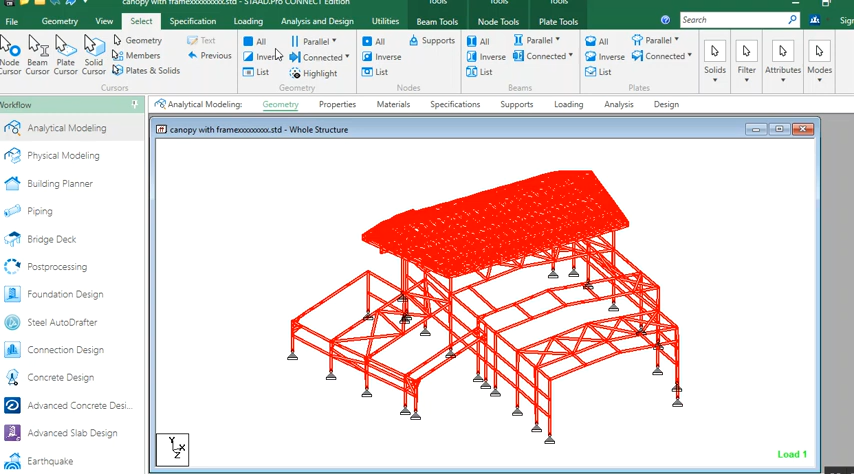 canopy with framexxxxxxxxx.std - STAAD.Pro CONNECT Edition
Tools Tools Tools
File Geometry View Select Specification Loading Analysis and Design Utilities Beam Tools Node Tools Plate Tools Search
Node Cursor
Beam Cursor
Plate Cursor
Solid Cursor
Geometry
Members
Plates & Solids
Text
Previous
Cursors
All
Inverse
List
Parallel
Connected
Highlight
Geometry
All
Inverse
List
Supports
Nodes
All
Inverse
List
Parallel
Connected
Beams
All
Inverse
List
Parallel
Connected
Plates
Solids
Filter
Attributes
Modes
Workflow
Analytical Modeling: Geometry Properties Materials Specifications Supports Loading Analysis Design
Analytical Modeling
Physical Modeling
Building Planner
Piping
Bridge Deck
Postprocessing
Foundation Design
Steel AutoDrafter
Connection Design
Concrete Design
Advanced Concrete Desi...
Advanced Slab Design
Earthquake
canopy with framexxxxxxxxx.std - Whole Structure
Y
X
Z
Load 1